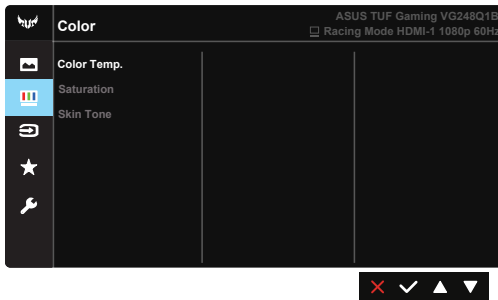 Color
ASUS TUF Gaming VG248Q1B
Racing Mode HDMI-1 1080p 60Hz
Color Temp.
Saturation
Skin Tone